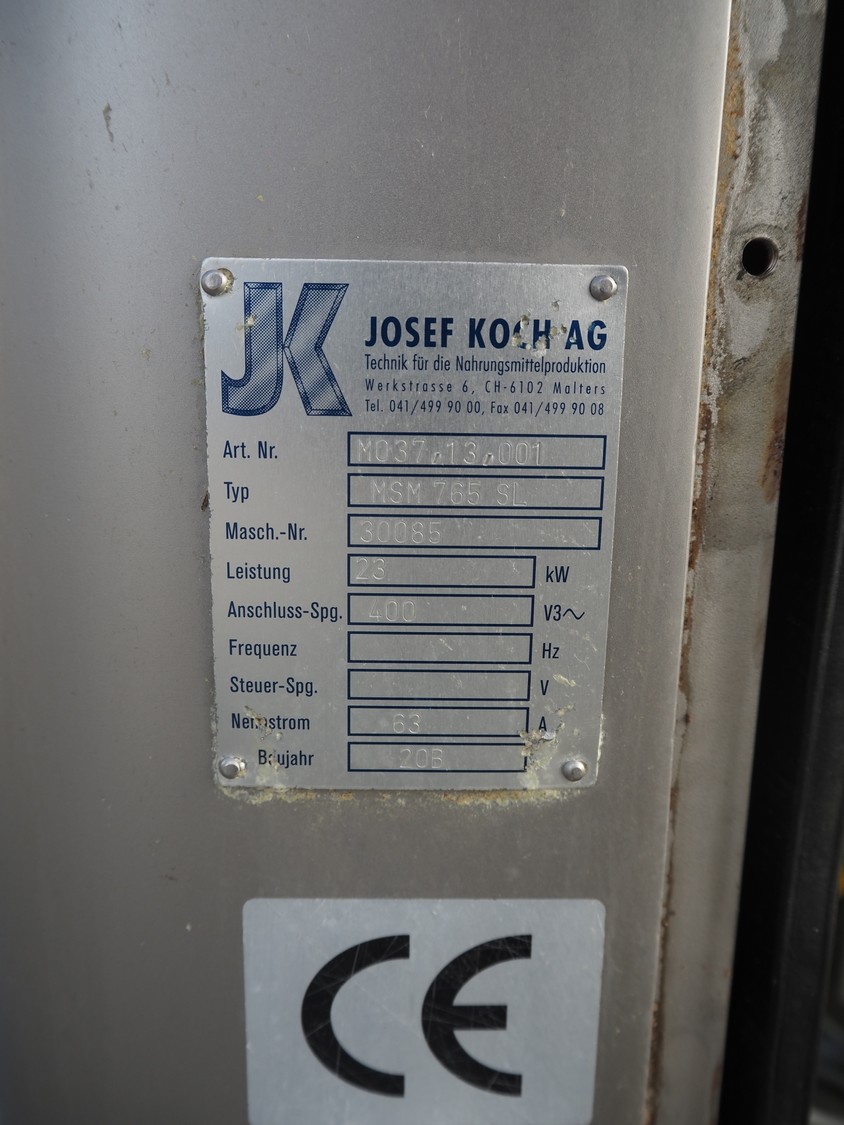 JK
JOSEF KOCH AG
Technik für die Nahrungsmittelproduktion
Werkstrasse 6, CH-6102 Malters
Tel. 041/499 90 00, Fax 041/499 90 08
Art. Nr. M037.13.001
Typ MSM 765 SL
Masch.-Nr. 30085
Leistung 23 kW
Anschluss-Spg. 400 V3~
Frequenz Hz
Steuer-Spg. V
Nennstrom 63 A
Baujahr
CE